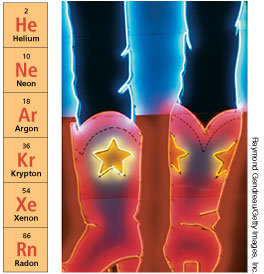 2
He
Helium
10
Ne
Neon
18
Ar
Argon
36
Kr
Krypton
54
Xe
Xenon
86
Rn
Radon
Raymond Gendreau/Getty Images, Inc.